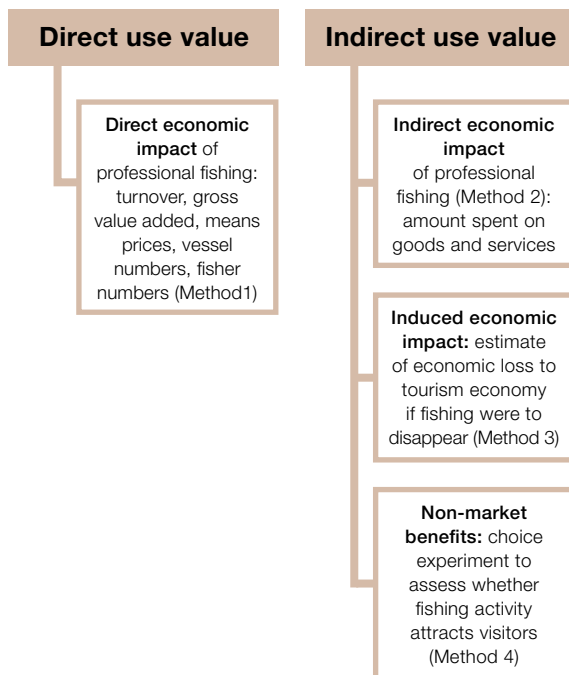 Direct use value
Direct economic
impact of
professional fishing:
turnover, gross
value added, means
prices, vessel
numbers, fisher
numbers (Method1)
Indirect use value
Indirect economic
impact
of professional
fishing (Method 2):
amount spent on
goods and services
Induced economic
impact: estimate
of economic loss to
tourism economy
if fishing were to
disappear (Method 3)
Non-market
benefits: choice
experiment to
assess whether
fishing activity
attracts visitors
(Method 4)